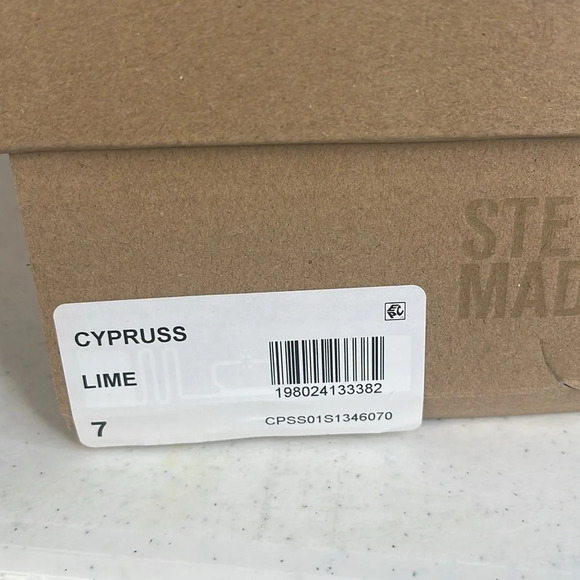 STE
MAD
CYPRUSS
LIME
7
198024133382
CPSS01S1346070